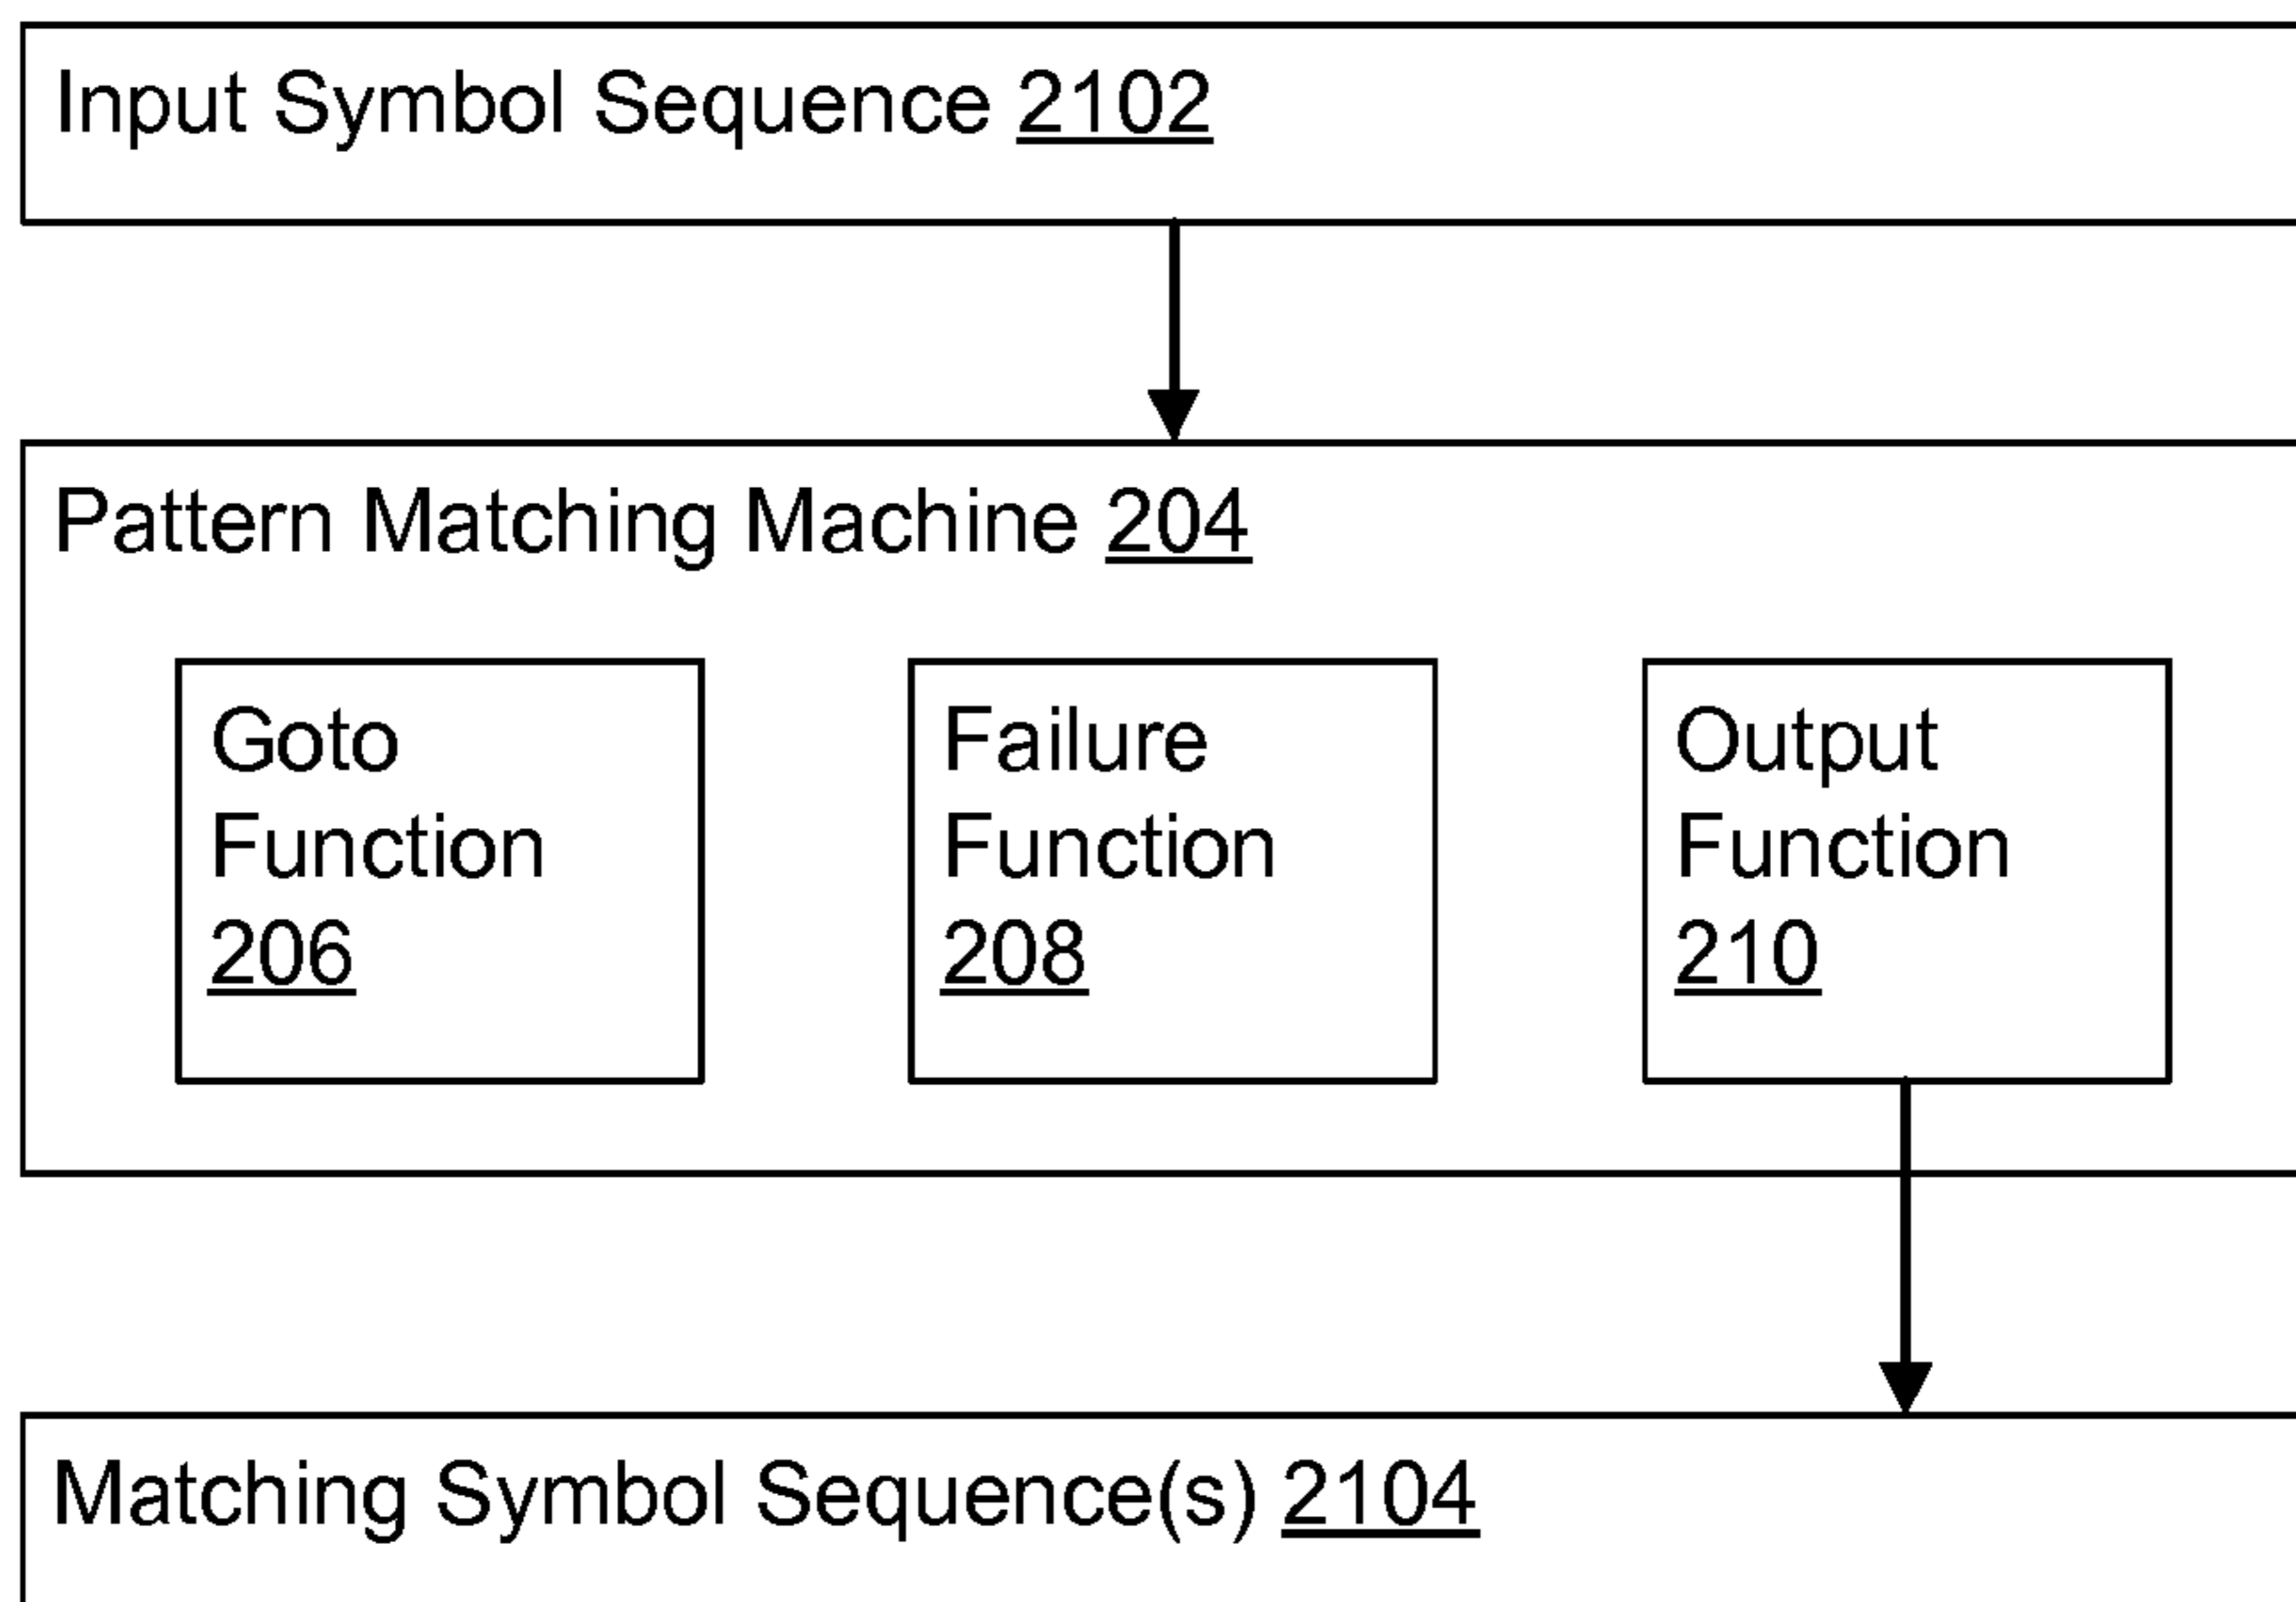 Input Symbol Sequence 2102
Pattern Matching Machine 204
Goto
Function
206
Failure
Function
208
Output
Function
210
Matching Symbol Sequence(s) 2104